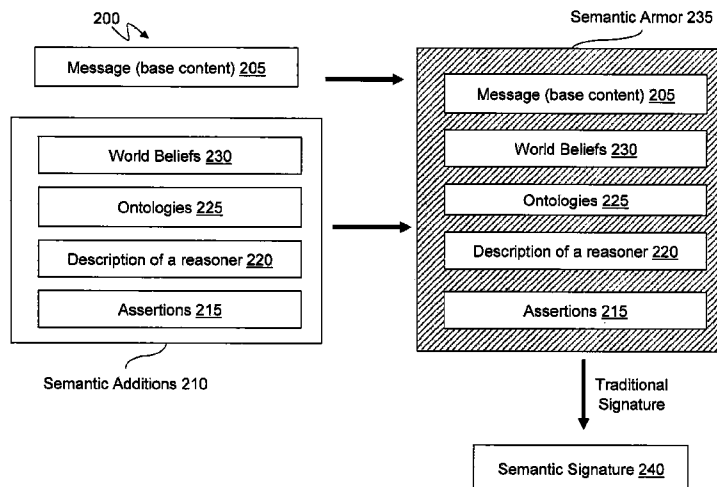 200
Message (base content) 205
World Beliefs 230
Ontologies 225
Description of a reasoner 220
Assertions 215
Semantic Additions 210
Semantic Armor 235
Message (base content) 205
World Beliefs 230
Ontologies 225
Description of a reasoner 220
Assertions 215
Traditional
Signature
Semantic Signature 240